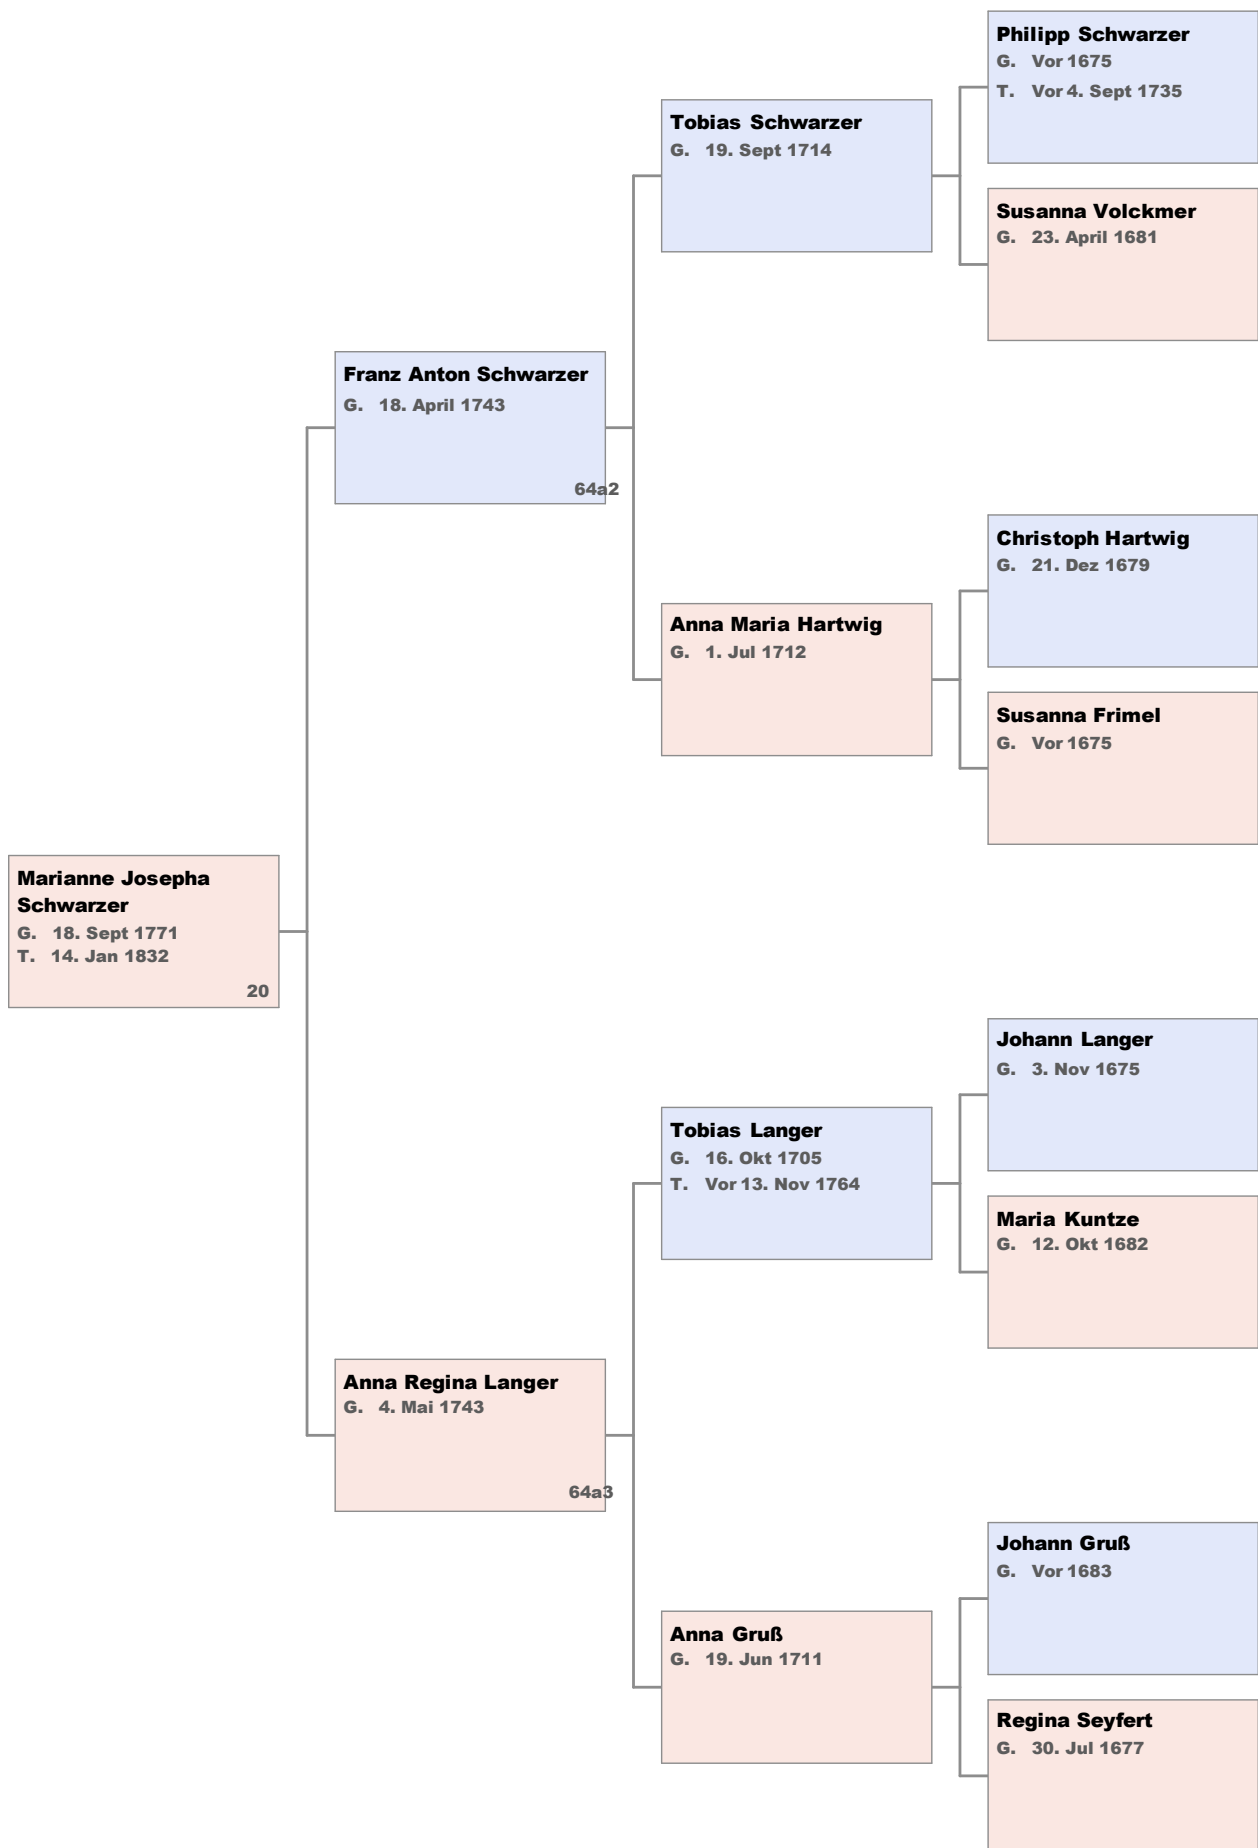 Philipp Schwarzer
G. Vor 1675
T. Vor 4. Sept 1735
Tobias Schwarzer
G. 19. Sept 1714
Susanna Volckmer
G. 23. April 1681
Franz Anton Schwarzer
G. 18. April 1743
64a2
Christoph Hartwig
G. 21. Dez 1679
Anna Maria Hartwig
G. 1. Jul 1712
Susanna Frimel
G. Vor 1675
Marianne Josepha
Schwarzer
G. 18. Sept 1771
T. 14. Jan 1832
20
Johann Langer
G. 3. Nov 1675
Tobias Langer
G. 16. Okt 1705
T. Vor 13. Nov 1764
Maria Kuntze
G. 12. Okt 1682
Anna Regina Langer
G. 4. Mai 1743
64a3
Johann Gruß
G. Vor 1683
Anna Gruß
G. 19. Jun 1711
Regina Seyfert
G. 30. Jul 1677